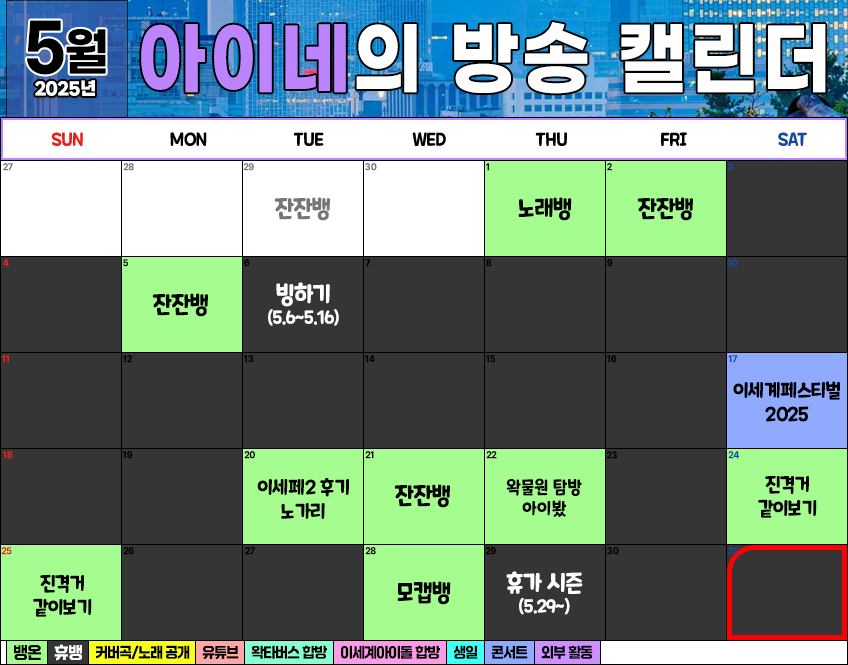 5월
2025년
아이네의 방송 캘린더
SUN MON TUE WED THU FRI SAT
27 28 29 30 1 2 3
잔잔뱅 노래뱅 잔잔뱅
4 5 6 7 8 9 10
잔잔뱅 빙하기
(5.6~5.16)
11 12 13 14 15 16 17
이세계페스티벌
2025
18 19 20 21 22 23 24
이세페2 후기
노가리
잔잔뱅
왁물원 탐방
아이봤
진격거
같이보기
25 26 27 28 29 30 31
진격거
같이보기
모캡뱅
휴가 시즌
(5.29~)
뱅온 휴뱅 커버곡/노래 공개 유튜브 왁타버스 합방 이세계아이돌 합방 생일 콘서트 외부 활동